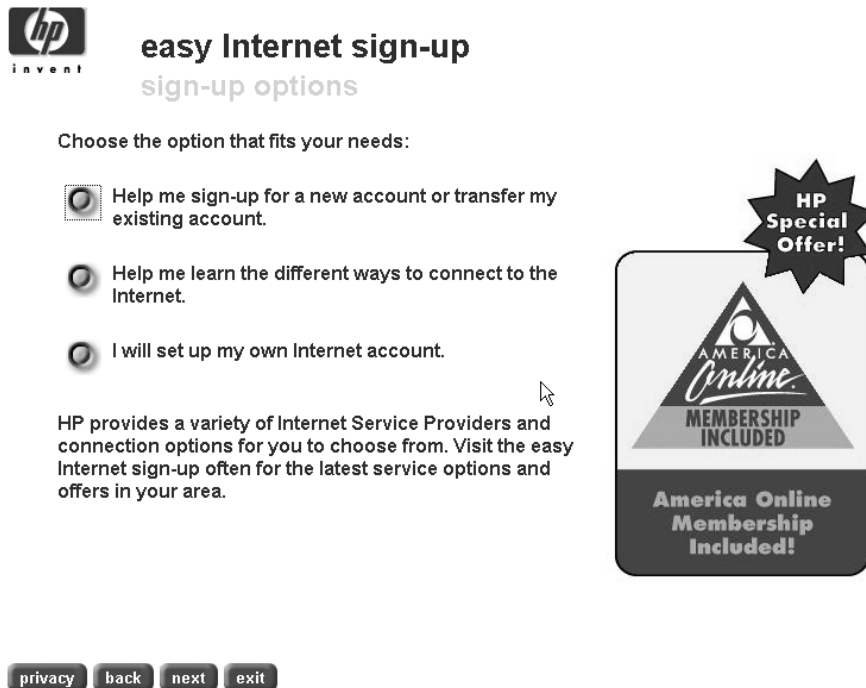 hp
invent
easy Internet sign-up
sign-up options
Choose the option that fits your needs:
Help me sign-up for a new account or transfer my
existing account.
Help me learn the different ways to connect to the
Internet.
I will set up my own Internet account.
HP provides a variety of Internet Service Providers and
connection options for you to choose from. Visit the easy
Internet sign-up often for the latest service options and
offers in your area.
HP
Special
Offer!
AMERICA
Online
MEMBERSHIP
INCLUDED
America Online
Membership
Included!
privacy back next exit